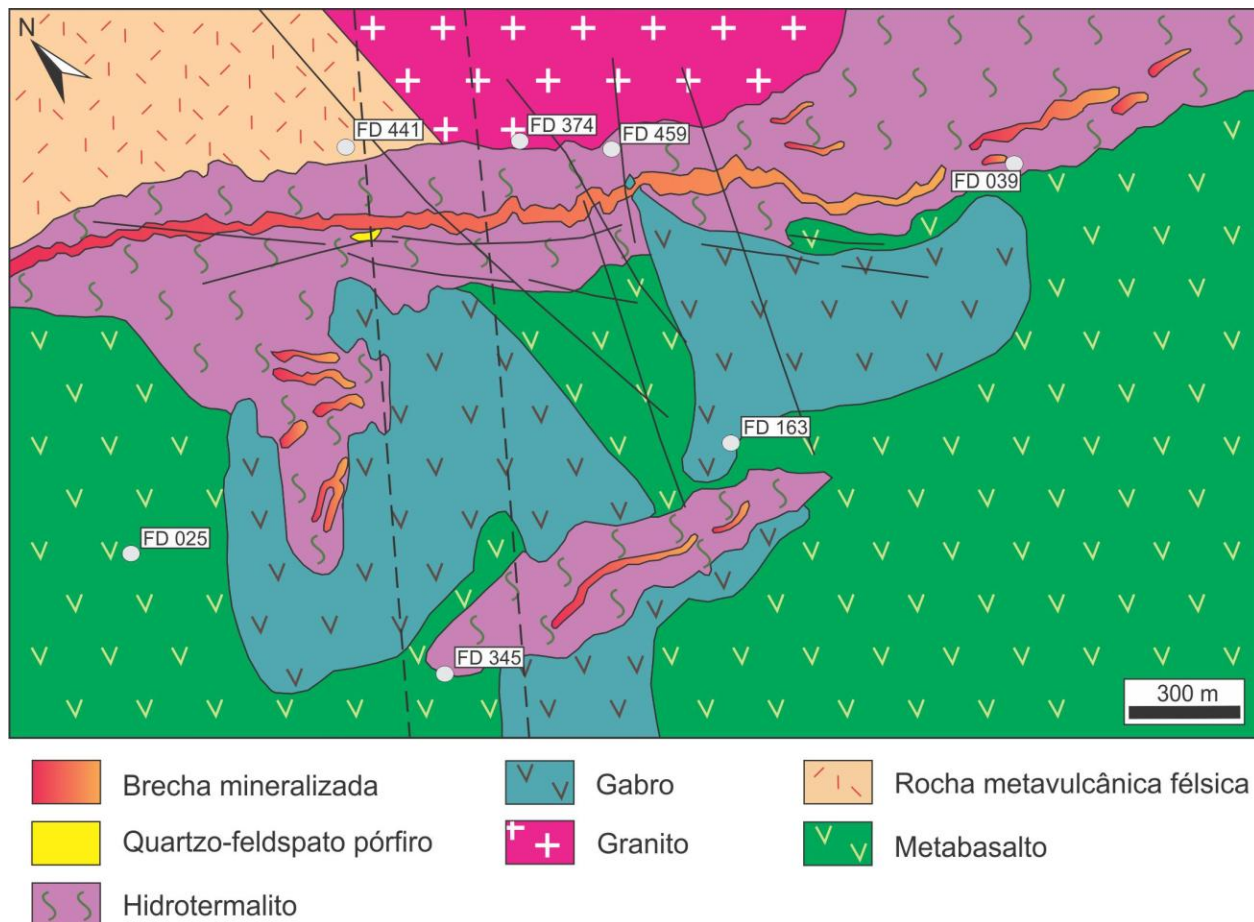 N
FD 441
FD 374
FD 459
FD 039
FD 163
FD 025
FD 345
300 m
Brecha mineralizada
Gabro
Rocha metavulcânica félsica
Quartzo-feldspato pórfiro
Granito
Metabasalto
Hidrotermalito